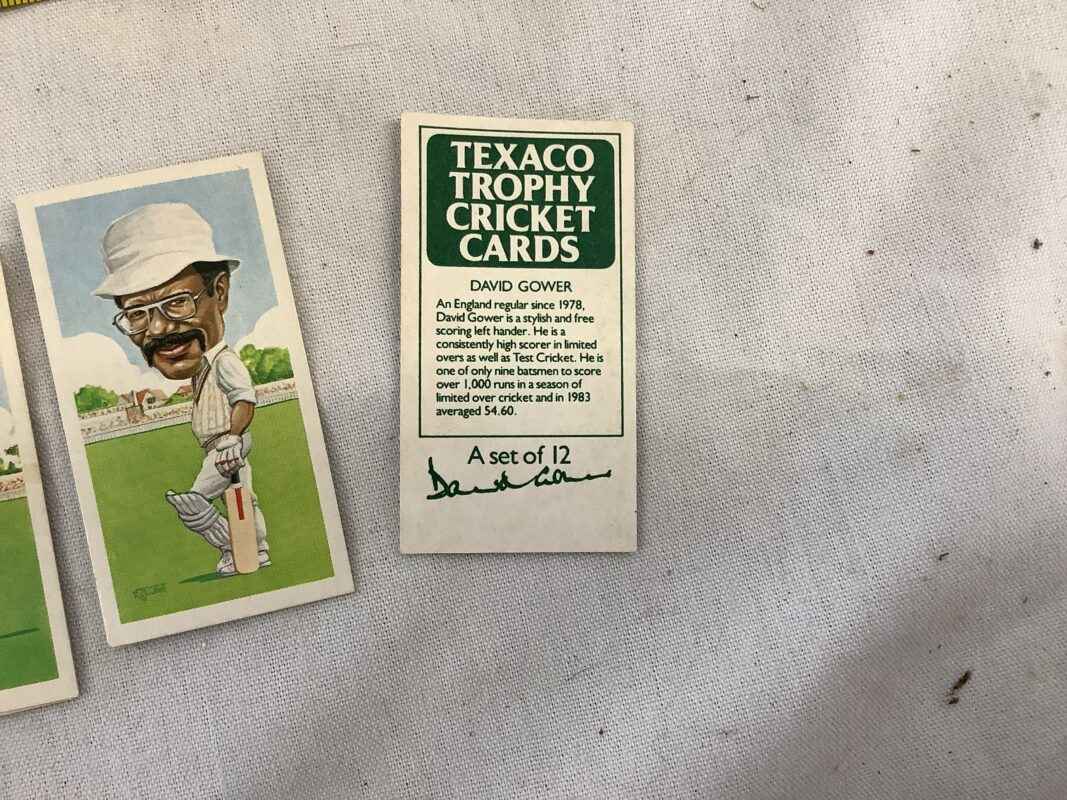 TEXACO
TROPHY
CRICKET
CARDS
DAVID GOWER
An England regular since 1978,
David Gower is a stylish and free
scoring left hander. He is a
consistently high scorer in limited
overs as well as Test Cricket. He is
one of only nine batsmen to score
over 1,000 runs in a season of
limited over cricket and in 1983
averaged 54.60.
A set of 12
David Gower